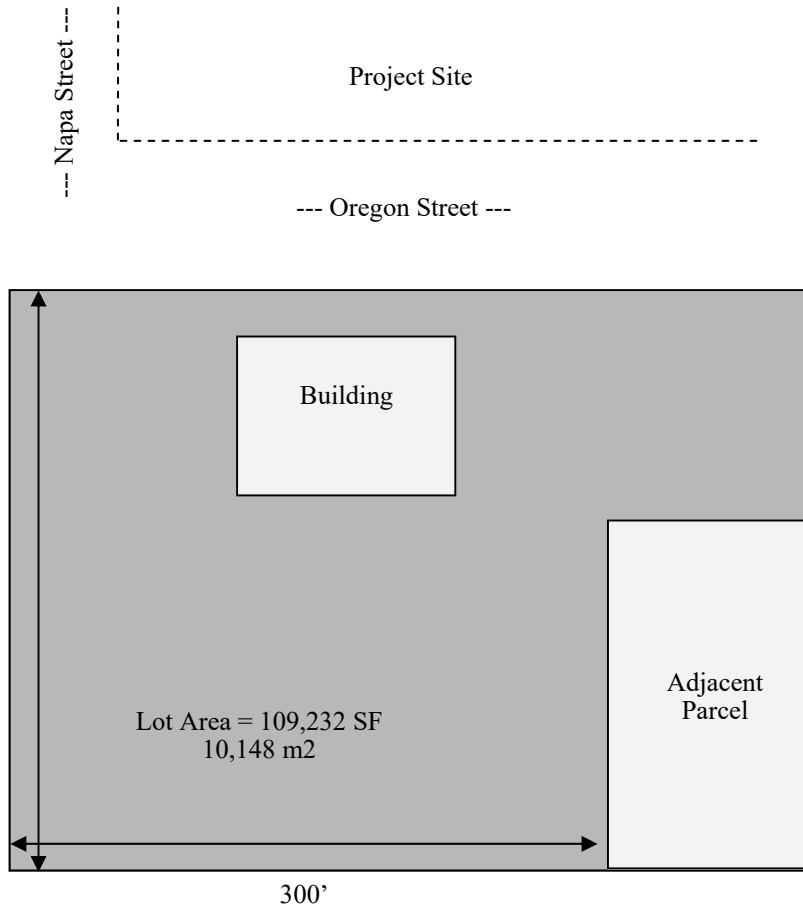 --- Napa Street ---
Project Site
--- Oregon Street ---
Building
Adjacent
Parcel
Lot Area = 109,232 SF
10,148 m2
300’